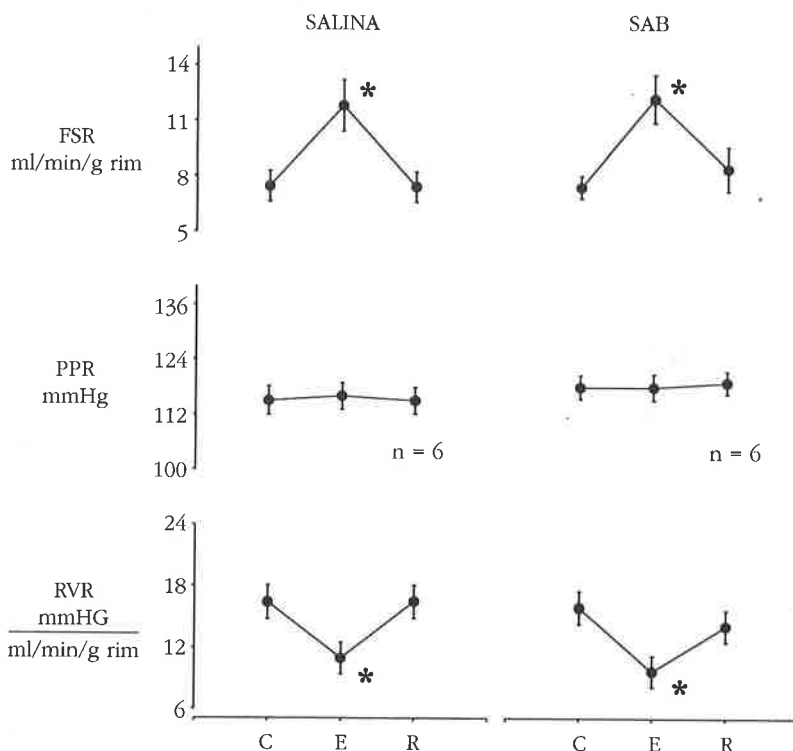 SALINA SAB
14
11
FSR
ml/min/g rim
8
5
*
*
136
124
PPR
mmHg
112
100
n = 6
n = 6
24
18
RVR
mmHG
ml/min/g rim
12
6
*
*
C E R C E R